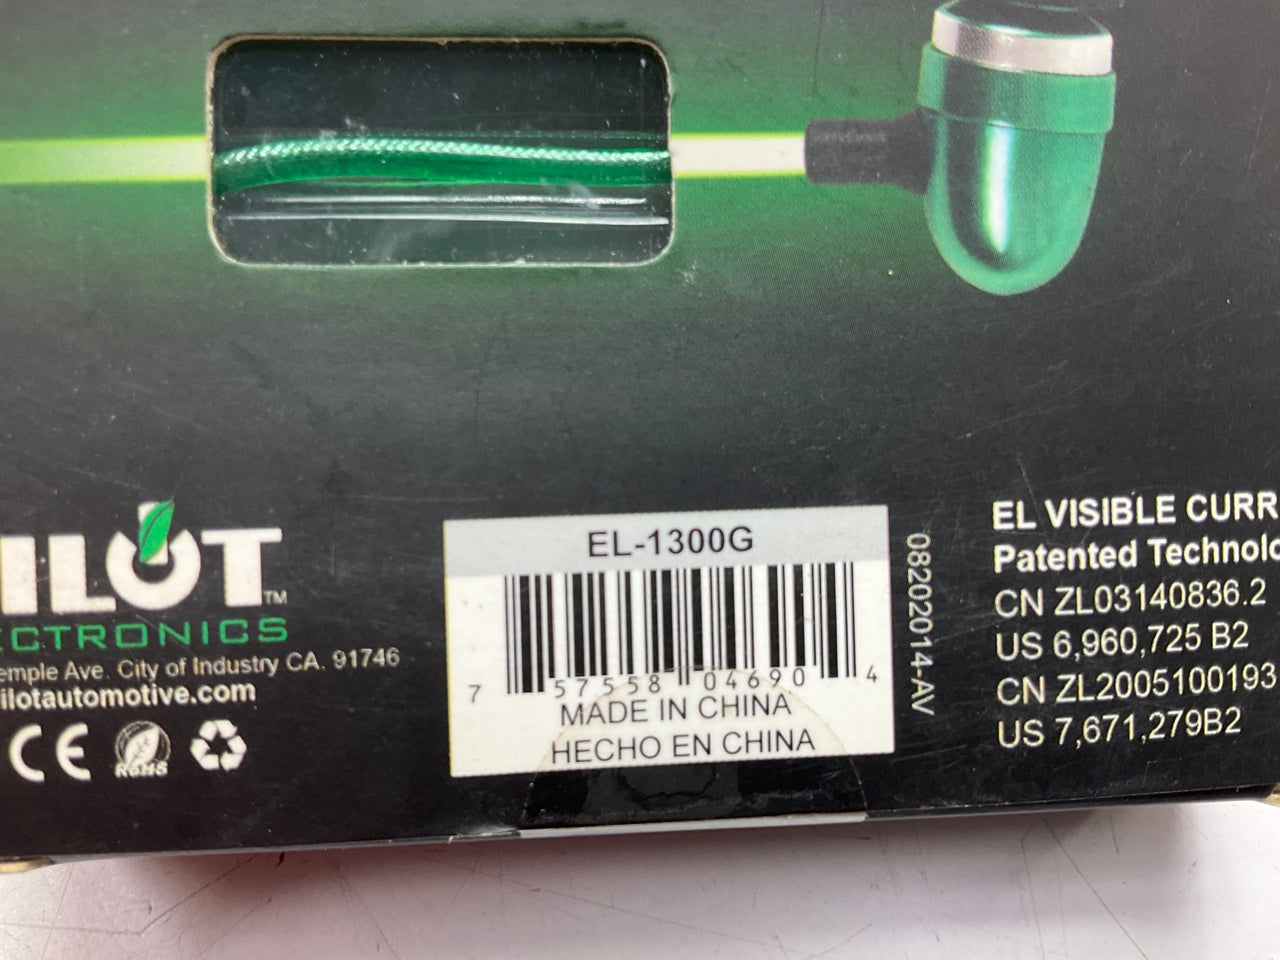 ILOT™
ECTRONICS
emple Ave. City of Industry CA. 91746
ilotautomotive.com
CE
RoHS
EL-1300G
7 57558 04690 4
MADE IN CHINA
HECHO EN CHINA
08202014-AV
EL VISIBLE CURR
Patented Technolo
CN ZL03140836.2
US 6,960,725 B2
CN ZL2005100193
US 7,671,279B2